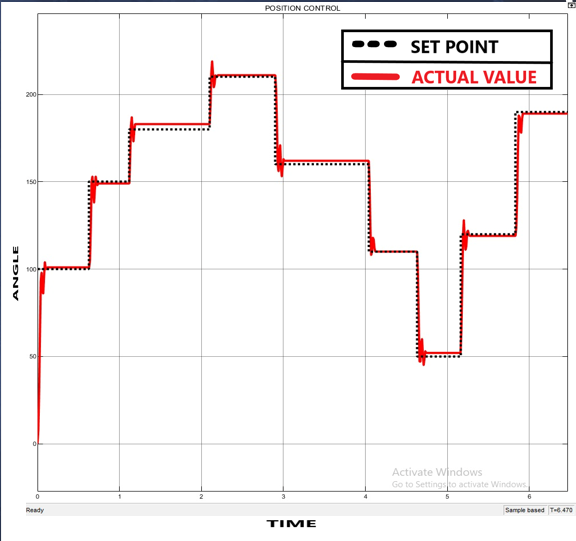 POSITION CONTROL
SET POINT
ACTUAL VALUE
200
150
100
50
0
ANGLE
0 1 2 3 4 5 6
Activate Windows
Go to Settings to activate Windows.
Ready
Sample based T=6.470
TIME